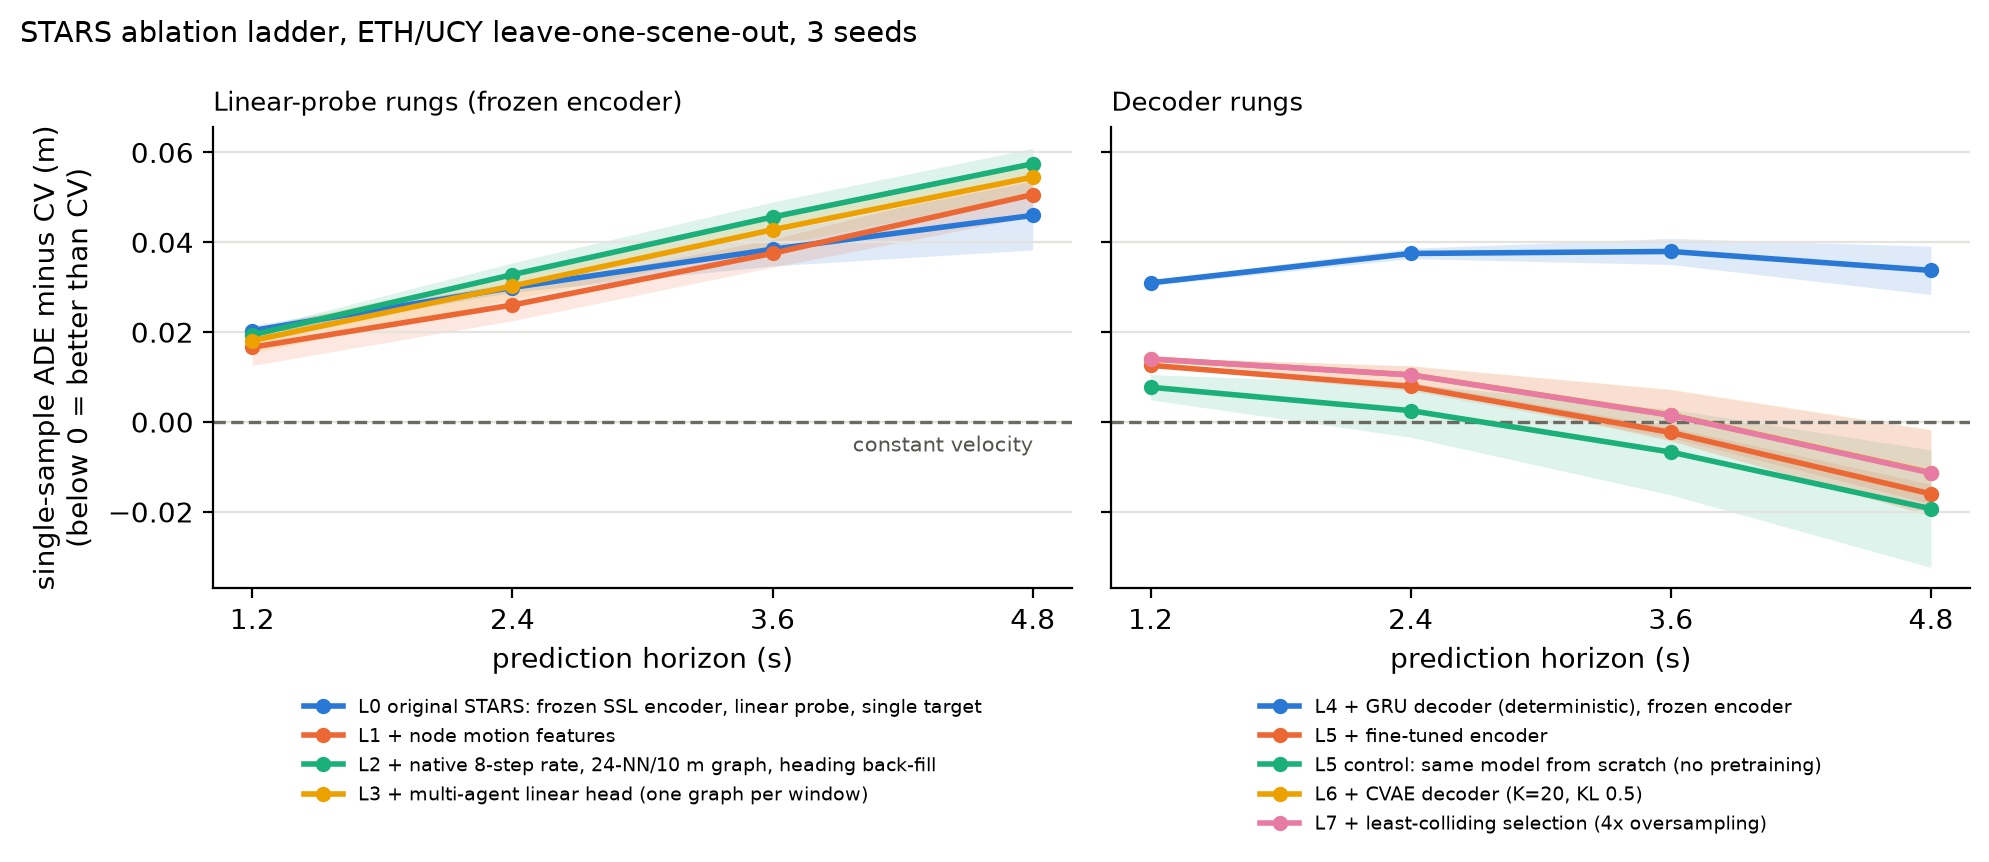 STARS ablation ladder, ETH/UCY leave-one-scene-out, 3 seeds
Linear-probe rungs (frozen encoder)
single-sample ADE minus CV (m)
(below 0 = better than CV)
0.06
0.04
0.02
0.00
−0.02
constant velocity
1.2
2.4
3.6
4.8
prediction horizon (s)
L0 original STARS: frozen SSL encoder, linear probe, single target
L1 + node motion features
L2 + native 8-step rate, 24-NN/10 m graph, heading back-fill
L3 + multi-agent linear head (one graph per window)
Decoder rungs
1.2
2.4
3.6
4.8
prediction horizon (s)
L4 + GRU decoder (deterministic), frozen encoder
L5 + fine-tuned encoder
L5 control: same model from scratch (no pretraining)
L6 + CVAE decoder (K=20, KL 0.5)
L7 + least-colliding selection (4x oversampling)